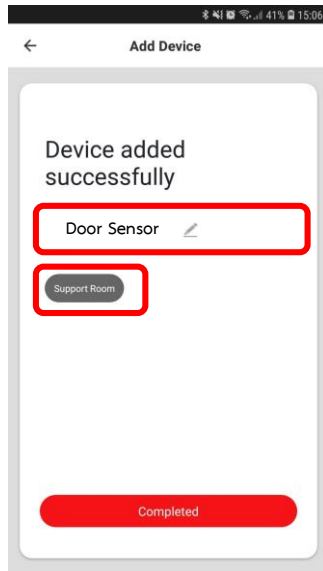 41% 15:06
Add Device
Device added
successfully
Door Sensor
Support Room
Completed